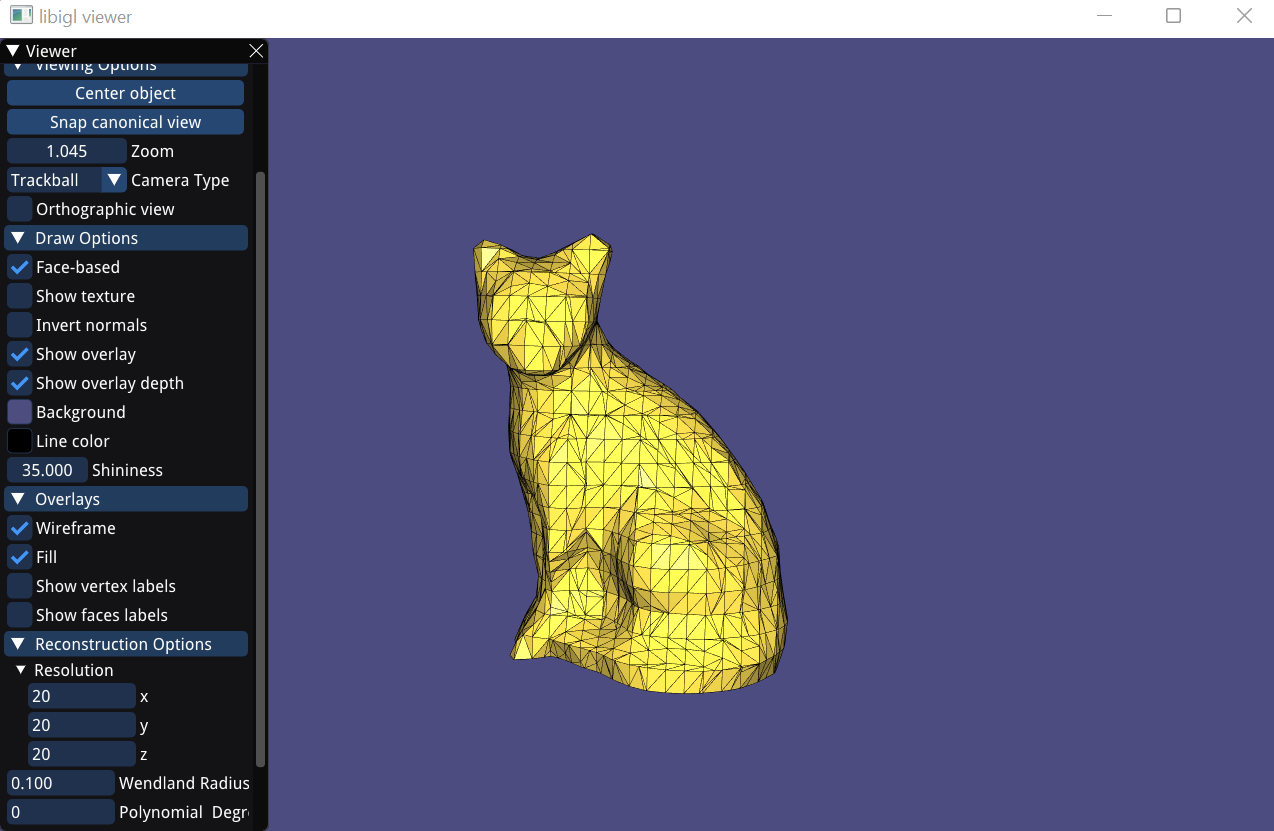 libigl viewer
Viewer
Viewing Options
Center object
Snap canonical view
1.045 Zoom
Trackball Camera Type
Orthographic view
Draw Options
Face-based
Show texture
Invert normals
Show overlay
Show overlay depth
Background
Line color
35.000 Shininess
Overlays
Wireframe
Fill
Show vertex labels
Show faces labels
Reconstruction Options
Resolution
20 x
20 y
20 z
0.100 Wendland Radius
0 Polynomial Degr